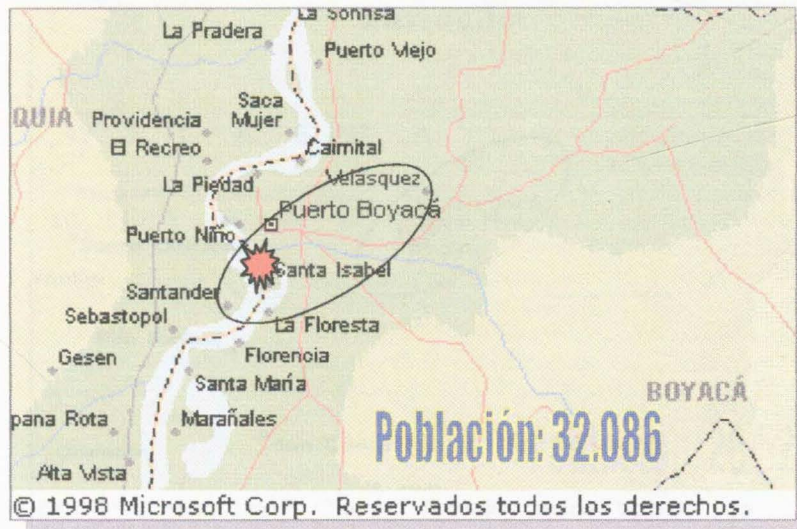 La Sonrisa
La Pradera
Puerto Viejo
Saca
Mujer
QUIA
Providencia
El Recreo
Caimital
La Piedad
Velasquez
Puerto Boyacá
Puerto Niño
Santa Isabel
Santander
Sebastopol
La Floresta
Gesen
Florencia
Santa María
BOYACÁ
pana Rota
Marañales
Población: 32.086
Alta Vista
© 1998 Microsoft Corp. Reservados todos los derechos.